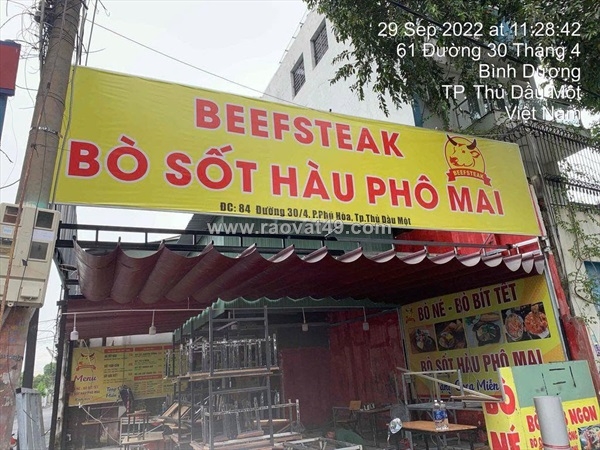 29 Sep 2022 at 11:28:42
61 Đường 30 Tháng 4
Bình Dương
TP. Thủ Dầu Một
Việt Nam
BEEFSTEAK
BÒ SỐT HÀU PHÔ MAI
BEEFSTEAK
ĐC: 84 Đường 30/4, P.Phú Hòa, Tp.Thủ Dầu Một
www.raovat49.com
BÒ NÉ - BÒ BÍT TẾT
BÒ SỐT HÀU PHÔ MAI
Miền
Menu
BÒ
NÉ
NGON